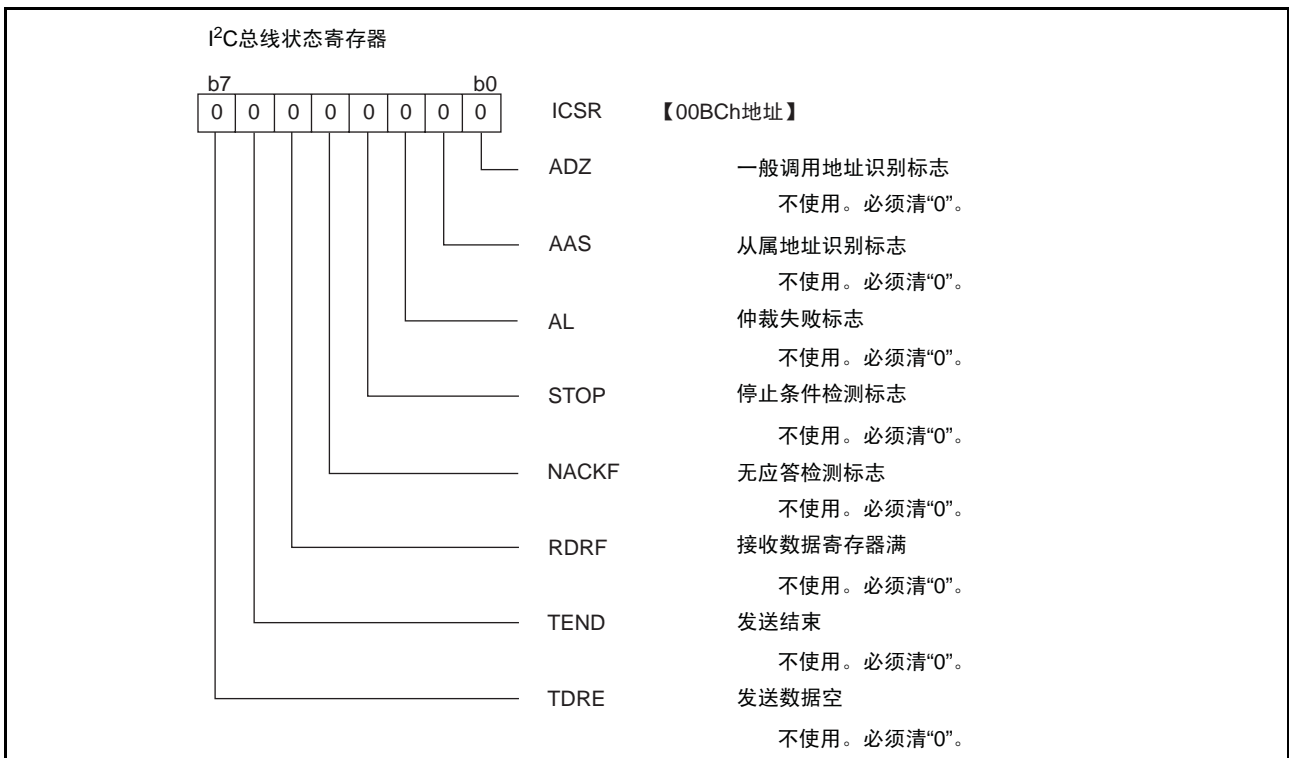 I²C总线状态寄存器
b7 b0
0 0 0 0 0 0 0 0 ICSR 【00BCh地址】
ADZ 一般调用地址识别标志
不使用。必须清“0”。
AAS 从属地址识别标志
不使用。必须清“0”。
AL 仲裁失败标志
不使用。必须清“0”。
STOP 停止条件检测标志
不使用。必须清“0”。
NACKF 无应答检测标志
不使用。必须清“0”。
RDRF 接收数据寄存器满
不使用。必须清“0”。
TEND 发送结束
不使用。必须清“0”。
TDRE 发送数据空
不使用。必须清“0”。